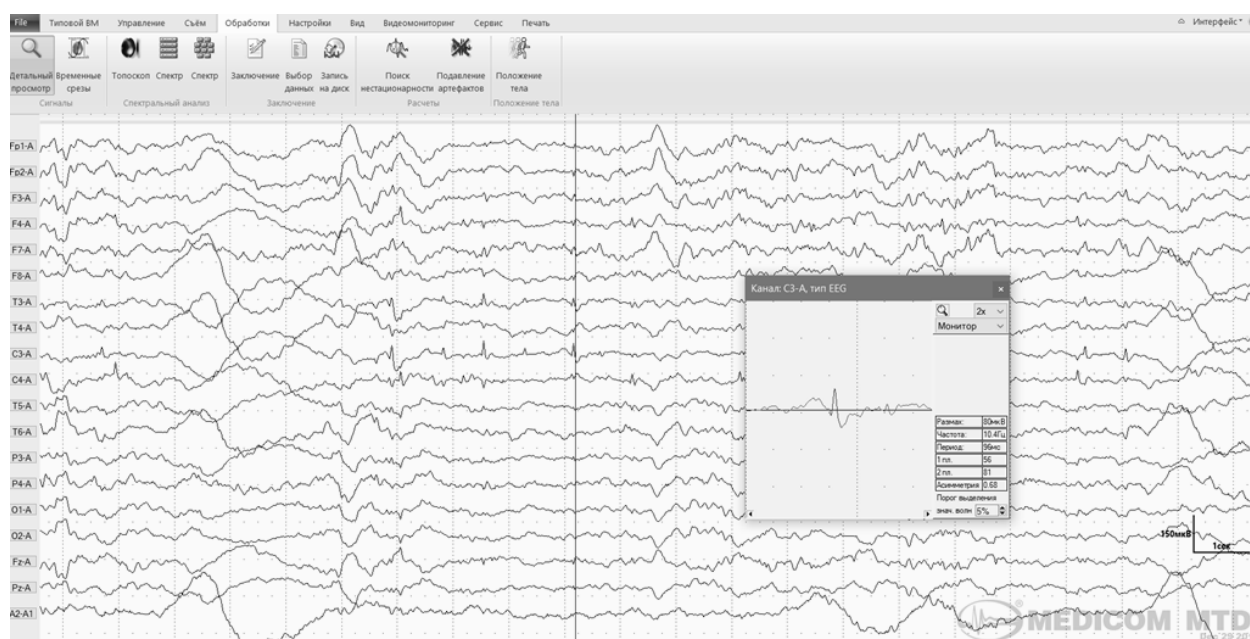 File Типовой ВМ Управление Съём Обработки Настройки Вид Видеомониторинг Сервис Печать Интерфейс
Детальный просмотр
Временные срезы
Топоскоп
Спектр
Спектр
Заключение
Выбор данных
Запись на диск
Поиск нестационарности
Подавление артефактов
Положение тела
Сигналы
Спектральный анализ
Заключение
Расчеты
Положение тела
Fp1-A
Fp2-A
F3-A
F4-A
F7-A
F8-A
T3-A
T4-A
C3-A
C4-A
T5-A
T6-A
P3-A
P4-A
O1-A
O2-A
Fz-A
Pz-A
A2-A1
Канал: C3-A, тип EEG
2x
Монитор
Размах: 80мкВ
Частота: 10.4Гц
Период: 96мс
1 пл. 56
2 пл. 81
Асимметрия 0.68
Порог выделения
знач. волн 5%
150мкВ
1сек
MEDICOM MTD